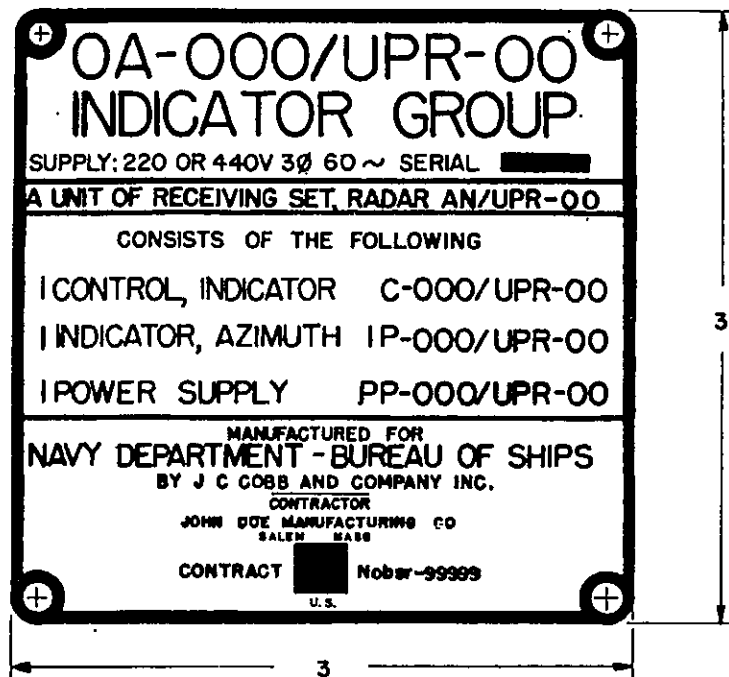 OA-000/UPR-00
INDICATOR GROUP
SUPPLY: 220 OR 440V 3Ø 60 ~ SERIAL
A UNIT OF RECEIVING SET, RADAR AN/UPR-00
CONSISTS OF THE FOLLOWING
1 CONTROL, INDICATOR C-000/UPR-00
1 INDICATOR, AZIMUTH IP-000/UPR-00
1 POWER SUPPLY PP-000/UPR-00
MANUFACTURED FOR
NAVY DEPARTMENT - BUREAU OF SHIPS
BY J C COBB AND COMPANY INC.
CONTRACTOR
JOHN DOE MANUFACTURING CO
SALEM MASS
CONTRACT Nobsr-99999
U.S.
3
3